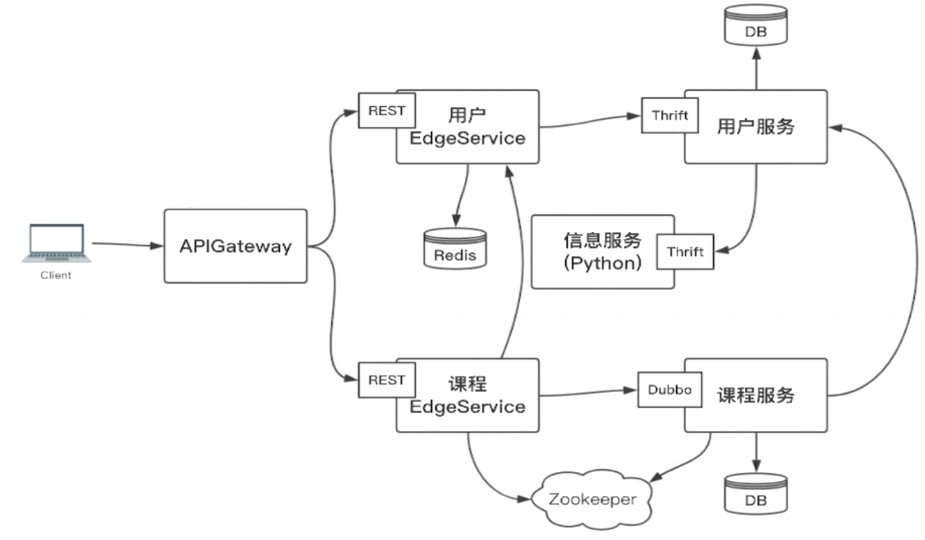 DB
REST
用户
EdgeService
Thrift
用户服务
Client
APIGateway
Redis
信息服务
(Python)
Thrift
REST
课程
EdgeService
Dubbo
课程服务
Zookeeper
DB